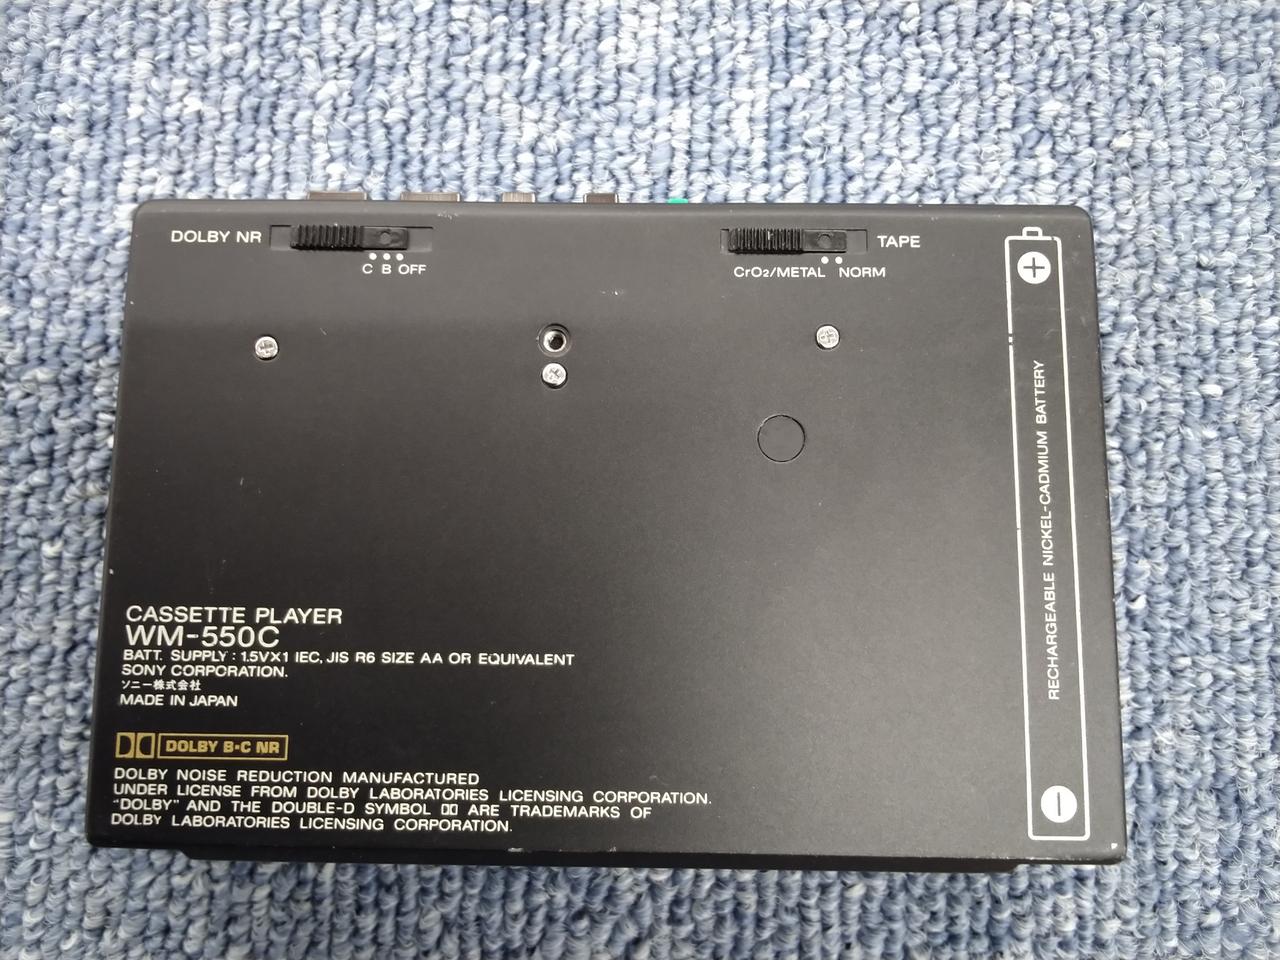 DOLBY NR
C B OFF
TAPE
CrO2/METAL NORM
RECHARGEABLE NICKEL-CADMIUM BATTERY
CASSETTE PLAYER
WM-550C
BATT. SUPPLY : 1.5V×1 IEC, JIS R6 SIZE AA OR EQUIVALENT
SONY CORPORATION.
ソニー株式会社
MADE IN JAPAN
DOLBY B·C NR
DOLBY NOISE REDUCTION MANUFACTURED
UNDER LICENSE FROM DOLBY LABORATORIES LICENSING CORPORATION.
"DOLBY" AND THE DOUBLE-D SYMBOL ARE TRADEMARKS OF
DOLBY LABORATORIES LICENSING CORPORATION.